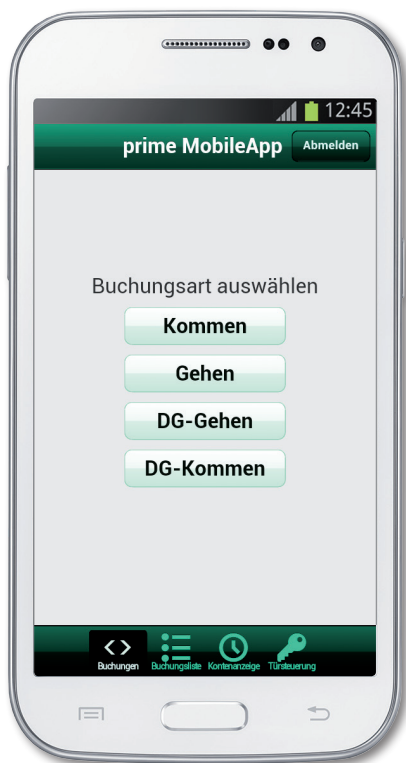 12:45
prime MobileApp
Abmelden
Buchungsart auswählen
Kommen
Gehen
DG-Gehen
DG-Kommen
Buchungen Buchungsliste Kontenanzeige Türsteuerung